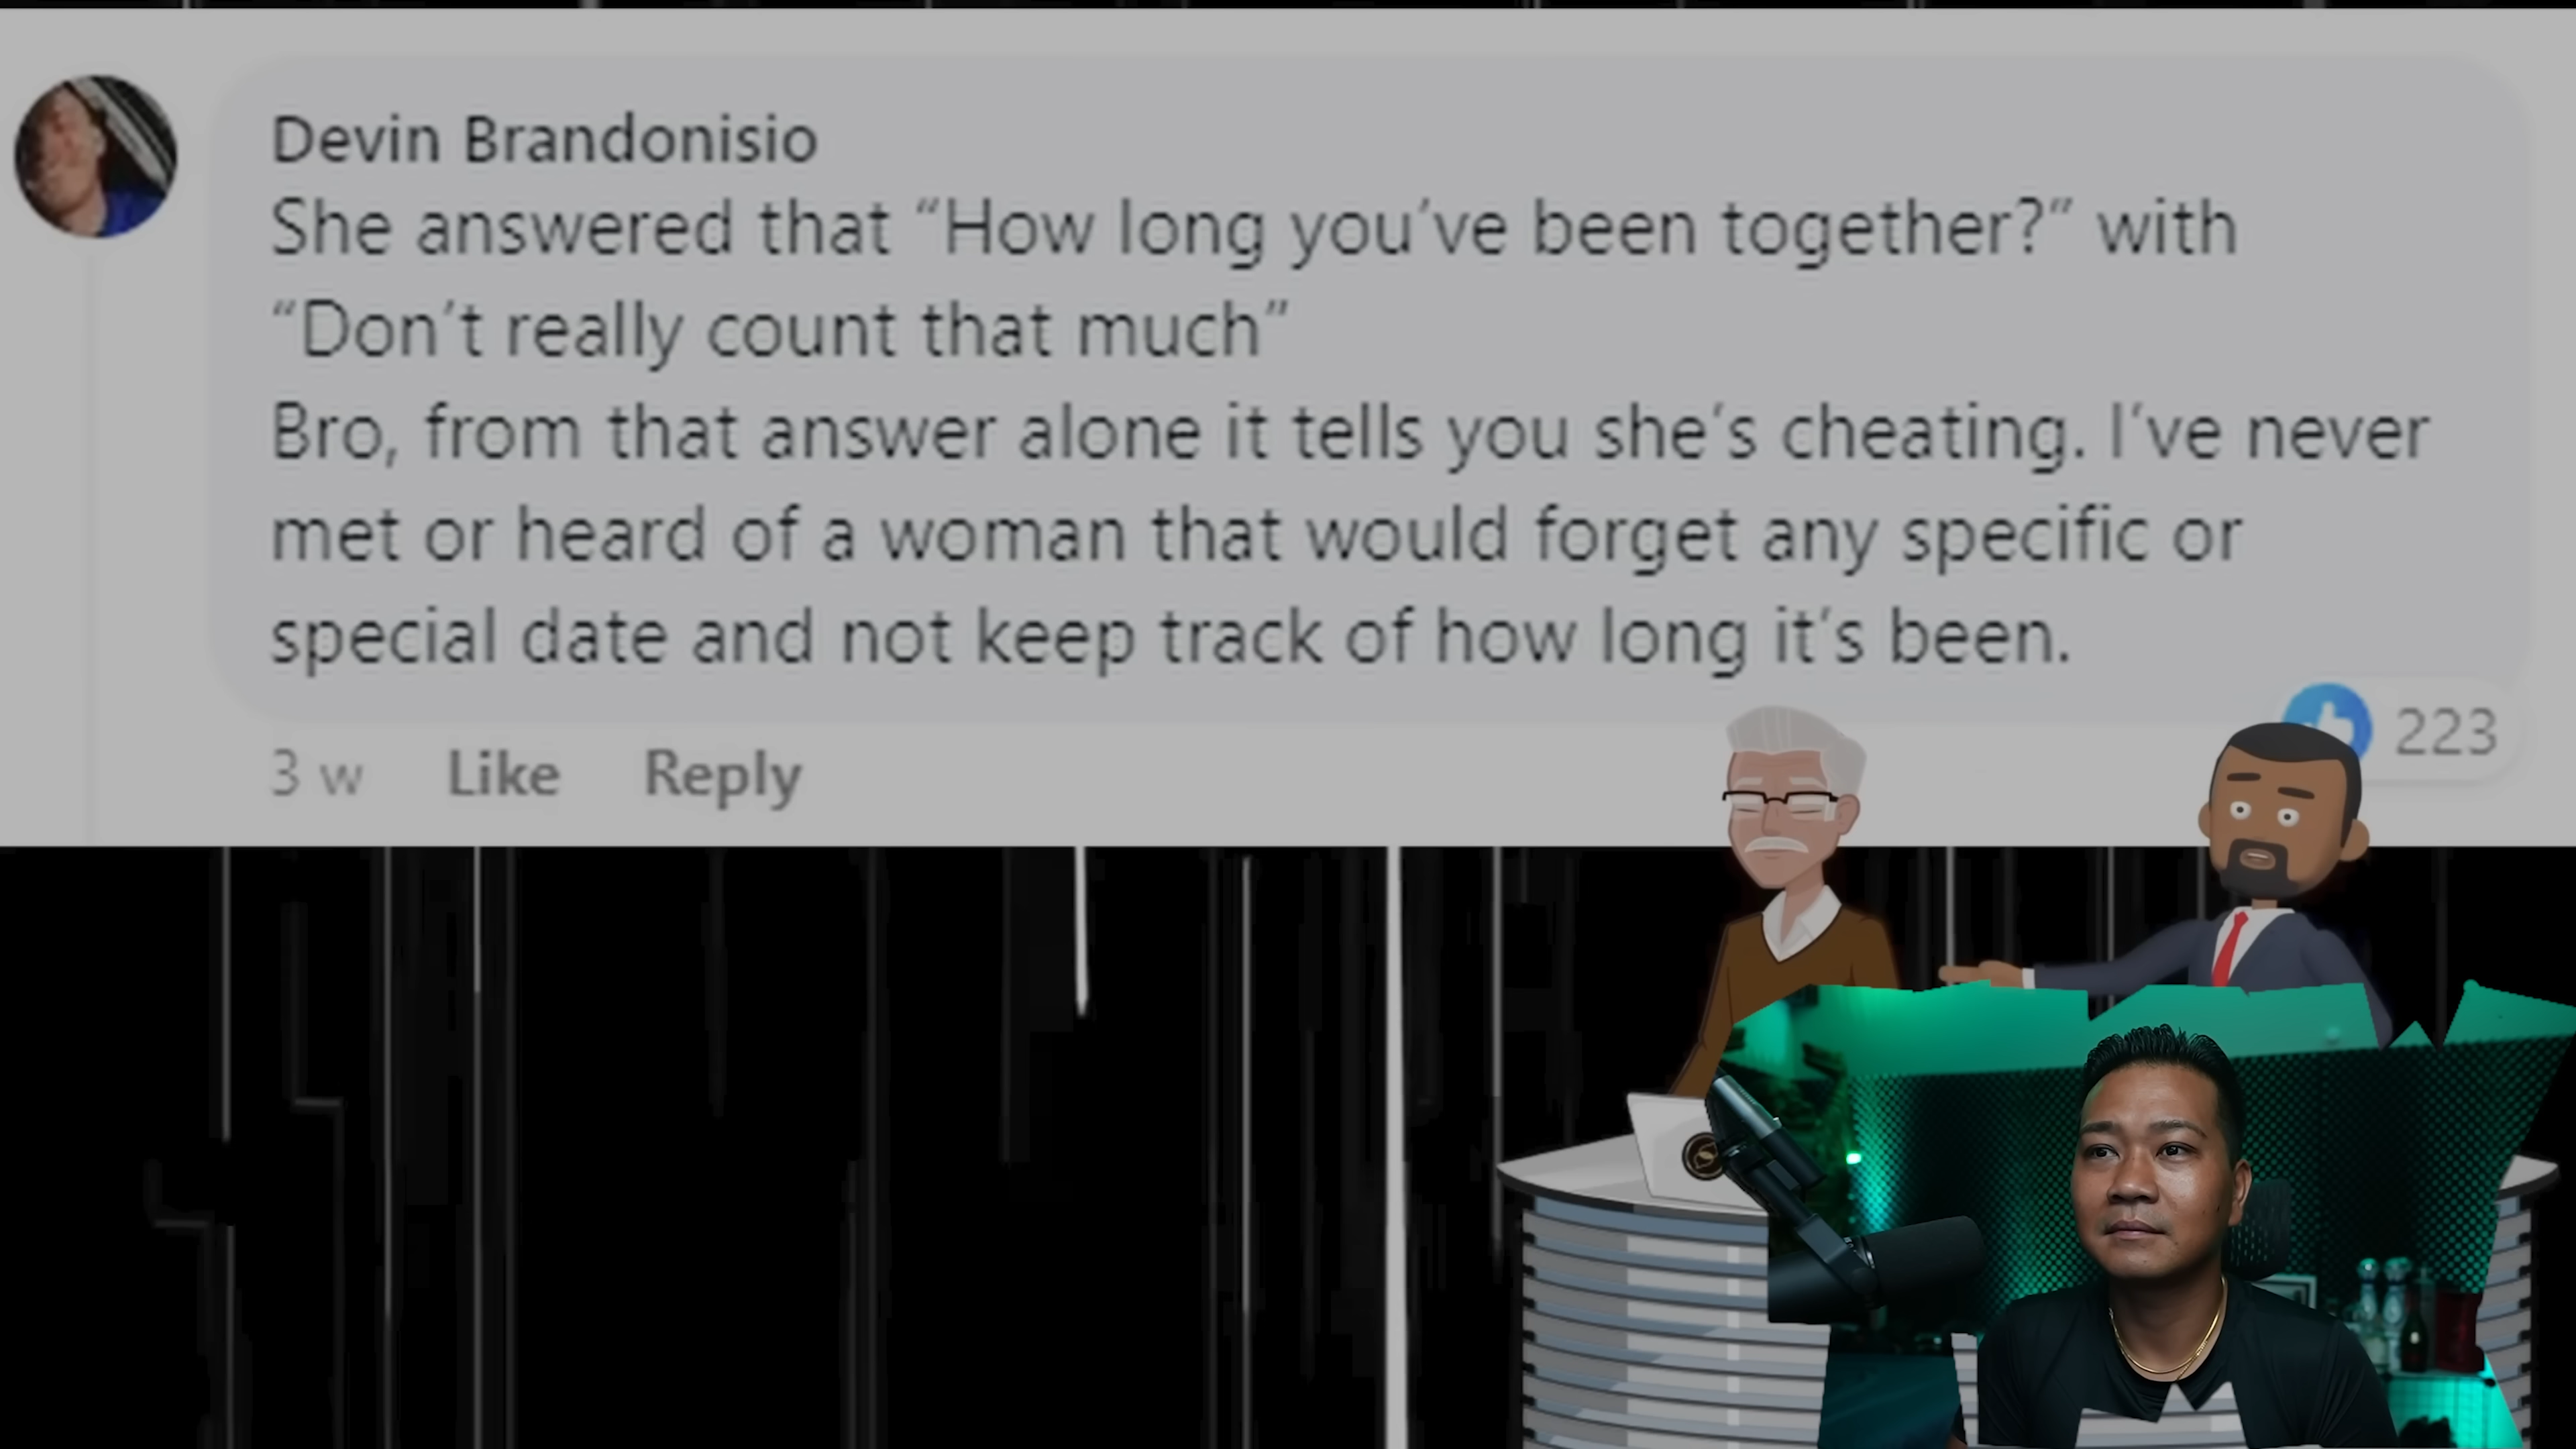 Devin Brandonisio
She answered that “How long you’ve been together?” with
“Don’t really count that much”
Bro, from that answer alone it tells you she’s cheating. I’ve never
met or heard of a woman that would forget any specific or
special date and not keep track of how long it’s been.
223
3 w Like Reply